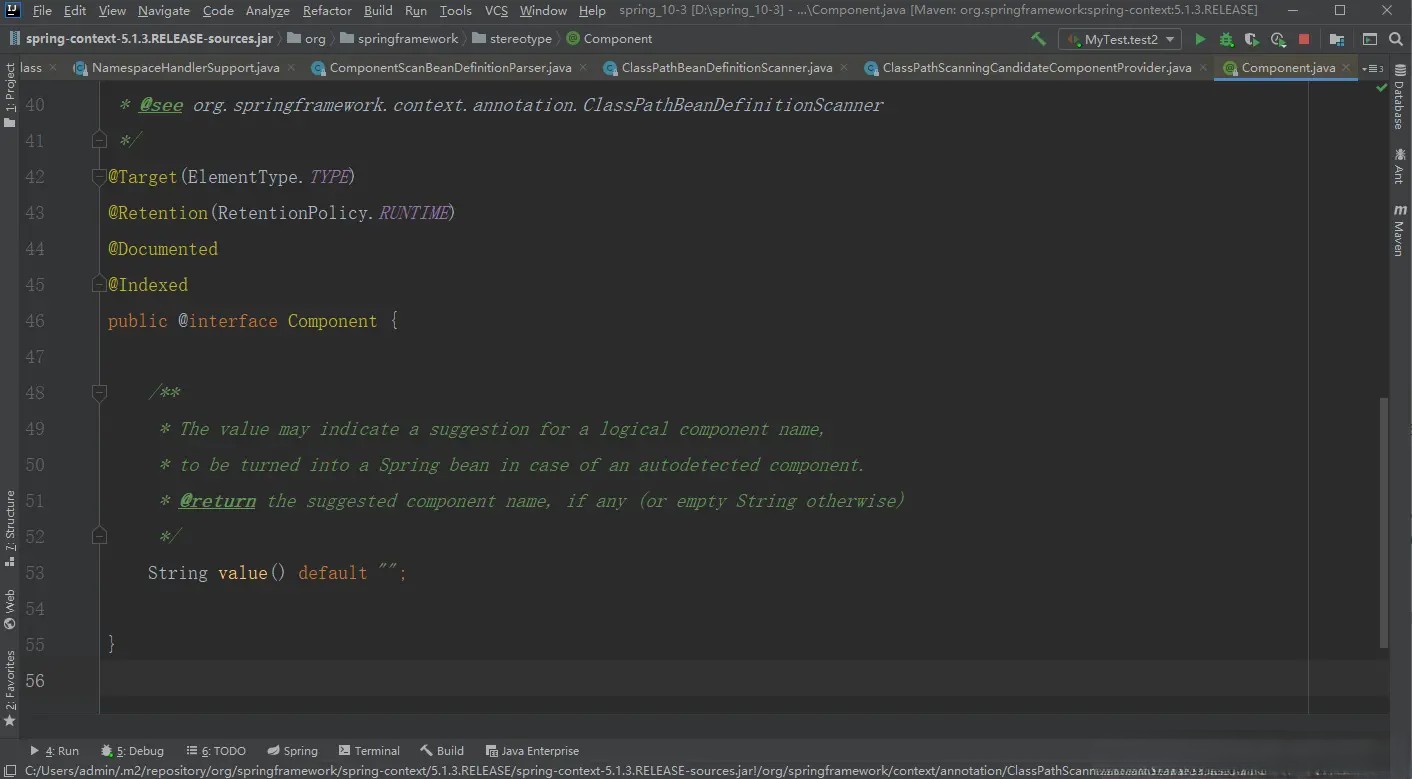 File Edit View Navigate Code Analyze Refactor Build Run Tools VCS Window Help spring_10-3 [D:\spring_10-3] - ...\Component.java [Maven: org.springframework:spring-context:5.1.3.RELEASE]
spring-context-5.1.3.RELEASE-sources.jar org springframework stereotype Component MyTest.test2
lass NamespaceHandlerSupport.java ComponentScanBeanDefinitionParser.java ClassPathBeanDefinitionScanner.java ClassPathScanningCandidateComponentProvider.java Component.java 3
1: Project
7: Structure
Web
2: Favorites
40 * @see org.springframework.context.annotation.ClassPathBeanDefinitionScanner
41 */
42 @Target(ElementType.TYPE)
43 @Retention(RetentionPolicy.RUNTIME)
44 @Documented
45 @Indexed
46 public @interface Component {
47
48 /**
49 * The value may indicate a suggestion for a logical component name,
50 * to be turned into a Spring bean in case of an autodetected component.
51 * @return the suggested component name, if any (or empty String otherwise)
52 */
53 String value() default "";
54
55 }
56
Database
Ant
m Maven
4: Run 5: Debug 6: TODO Spring Terminal Build Java Enterprise
C:/Users/admin/.m2/repository/org/springframework/spring-context/5.1.3.RELEASE/spring-context-5.1.3.RELEASE-sources.jar!/org/springframework/context/annotation/ClassPathScann